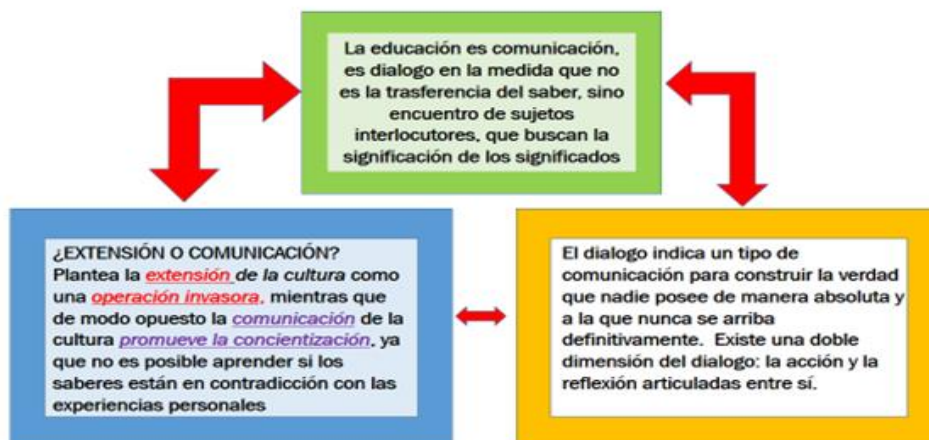 La educación es comunicación,
es dialogo en la medida que no
es la trasferencia del saber, sino
encuentro de sujetos
interlocutores, que buscan la
significación de los significados
¿EXTENSIÓN O COMUNICACIÓN?
Plantea la extensión de la cultura como
una operación invasora, mientras que
de modo opuesto la comunicación de la
cultura promueve la concientización, ya
que no es posible aprender si los
saberes están en contradicción con las
experiencias personales
El dialogo indica un tipo de
comunicación para construir la verdad
que nadie posee de manera absoluta y
a la que nunca se arriba
definitivamente. Existe una doble
dimensión del dialogo: la acción y la
reflexión articuladas entre sí.